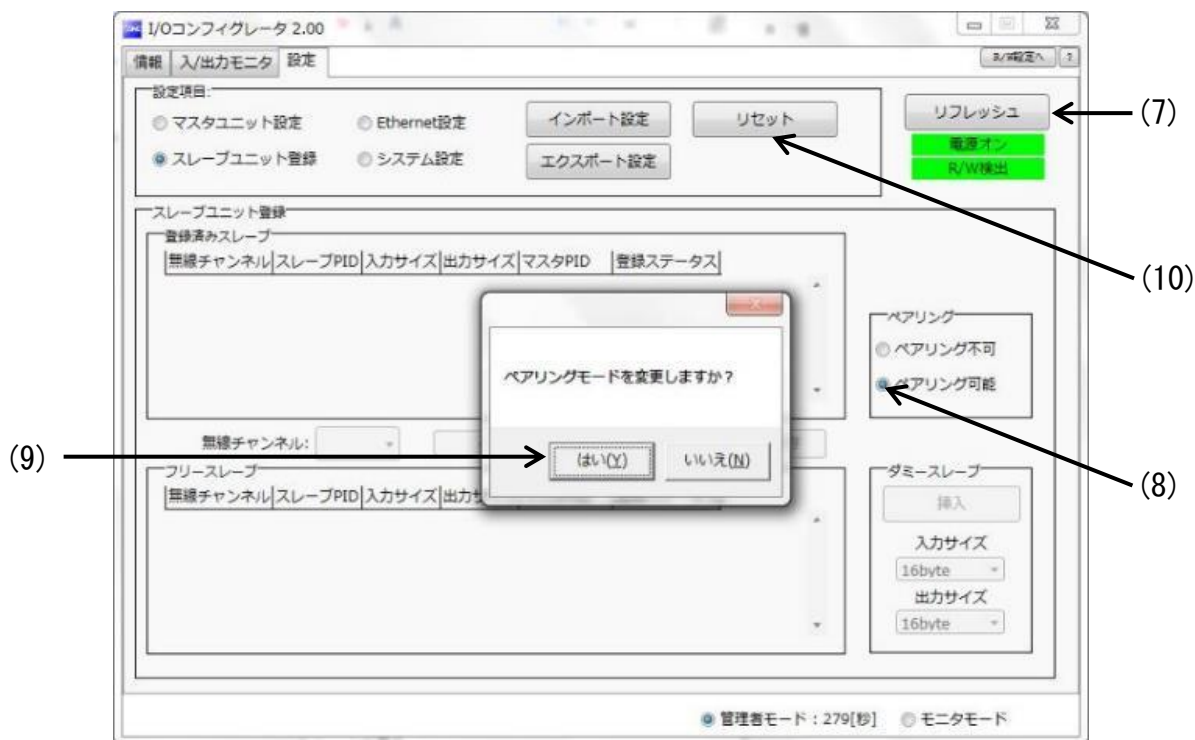 I/Oコンフィグレータ 2.00
情報 入/出力モニタ 設定 R/W設定へ ?
設定項目:
マスタユニット設定 Ethernet設定 インポート設定 リセット リフレッシュ (7)
電源オン
スレーブユニット登録 システム設定 エクスポート設定 R/W検出
スレーブユニット登録
登録済みスレーブ
無線チャンネル スレーブPID 入力サイズ 出力サイズ マスタPID 登録ステータス
(10)
ペアリング
ペアリング不可
ペアリングモードを変更しますか?
ペアリング可能
無線チャンネル:
(9) はい(Y) いいえ(N)
フリースレーブ ダミースレーブ
無線チャンネル スレーブPID 入力サイズ
挿入 (8)
入力サイズ
16byte
出力サイズ
16byte
管理者モード : 279[秒] モニタモード